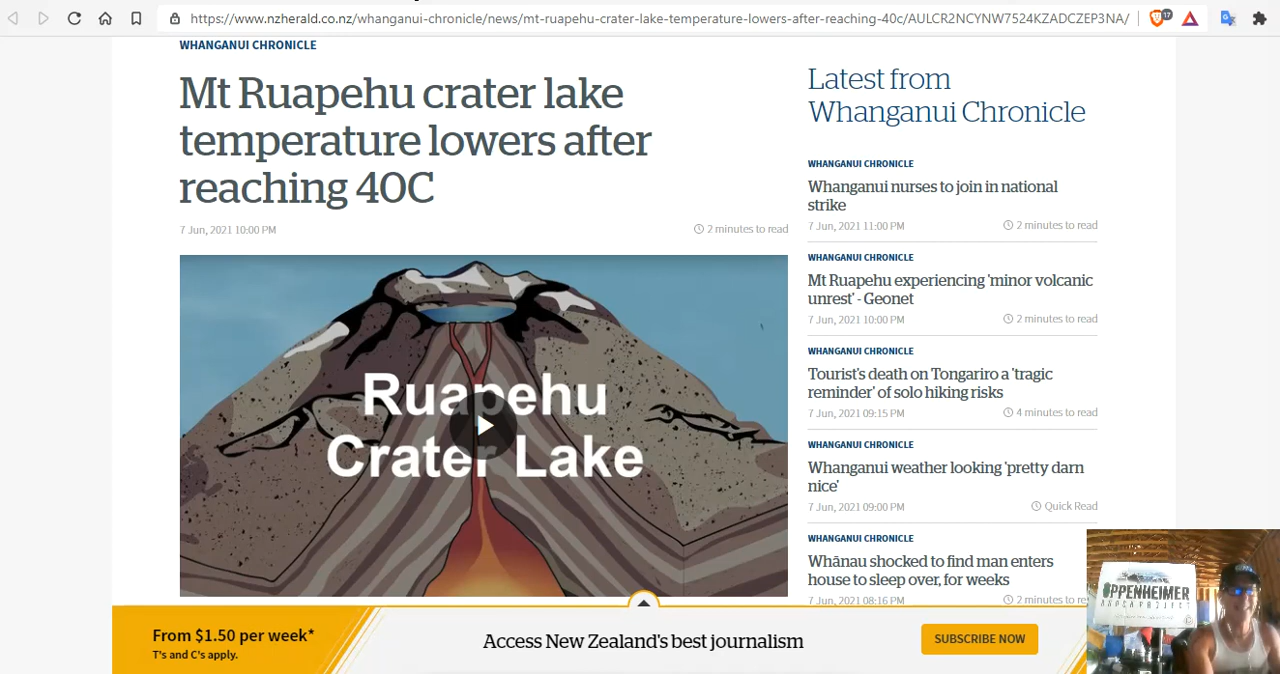 https://www.nzherald.co.nz/whanganui-chronicle/news/mt-ruapehu-crater-lake-temperature-lowers-after-reaching-40c/AULCR2NCYNW7524KZADCZEP3NA/
17
WHANGANUI CHRONICLE
Mt Ruapehu crater lake
temperature lowers after
reaching 40C
7 Jun, 2021 10:00 PM
2 minutes to read
Ruapehu
Crater Lake
Latest from
Whanganui Chronicle
WHANGANUI CHRONICLE
Whanganui nurses to join in national
strike
7 Jun, 2021 11:00 PM
2 minutes to read
WHANGANUI CHRONICLE
Mt Ruapehu experiencing 'minor volcanic
unrest' - Geonet
7 Jun, 2021 10:00 PM
2 minutes to read
WHANGANUI CHRONICLE
Tourist's death on Tongariro a 'tragic
reminder' of solo hiking risks
7 Jun, 2021 09:15 PM
4 minutes to read
WHANGANUI CHRONICLE
Whanganui weather looking 'pretty darn
nice'
7 Jun, 2021 09:00 PM
Quick Read
WHANGANUI CHRONICLE
Whānau shocked to find man enters
house to sleep over, for weeks
7 Jun, 2021 08:16 PM
2 minutes to read
From $1.50 per week*
T's and C's apply.
Access New Zealand's best journalism
SUBSCRIBE NOW
OPPENHEIMER
RANCH PROJECT